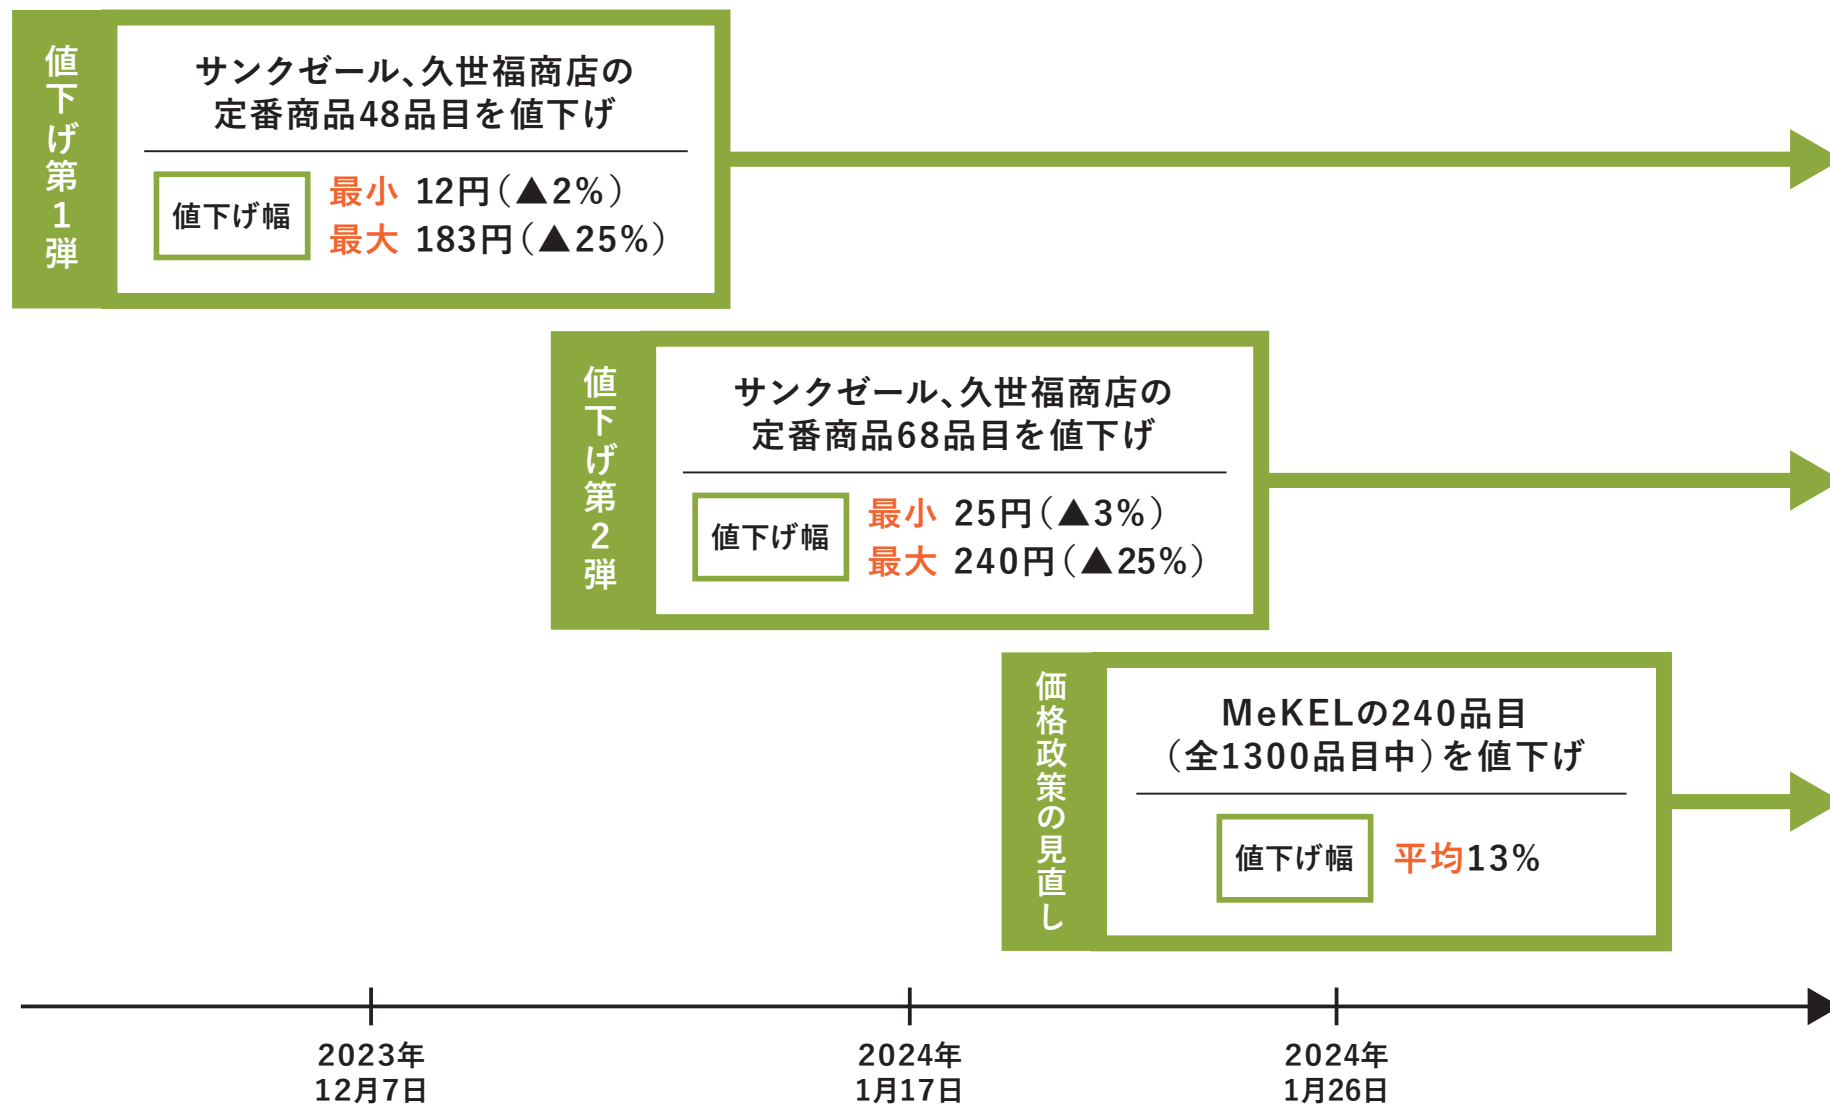 値下げ第1弾
サンクゼール、久世福商店の
定番商品48品目を値下げ
値下げ幅
最小 12円(▲2%)
最大 183円(▲25%)
値下げ第2弾
サンクゼール、久世福商店の
定番商品68品目を値下げ
値下げ幅
最小 25円(▲3%)
最大 240円(▲25%)
価格政策の見直し
MeKELの240品目
(全1300品目中)を値下げ
値下げ幅
平均13%
2023年
12月7日
2024年
1月17日
2024年
1月26日